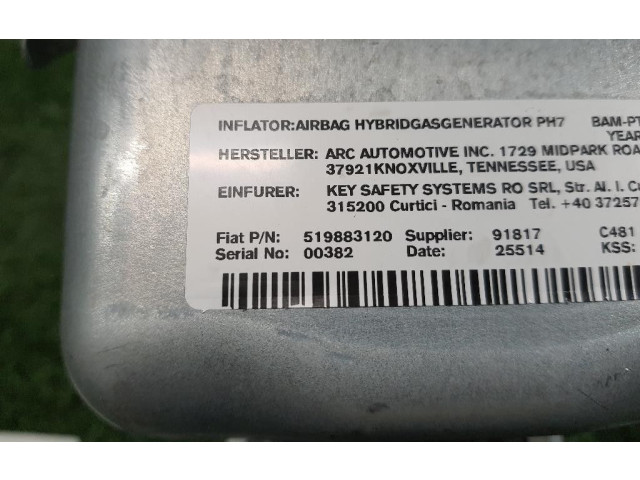 INFLATOR:AIRBAG HYBRIDGASGENERATOR PH7 BAM-PT
YEAR
HERSTELLER: ARC AUTOMOTIVE INC. 1729 MIDPARK ROA
37921KNOXVILLE, TENNESSEE, USA
EINFURER: KEY SAFETY SYSTEMS RO SRL, Str. Al. I. Cu
315200 Curtici - Romania Tel. +40 37257
Fiat P/N: 519883120 Supplier: 91817 C481
Serial No: 00382 Date: 25514 KSS: